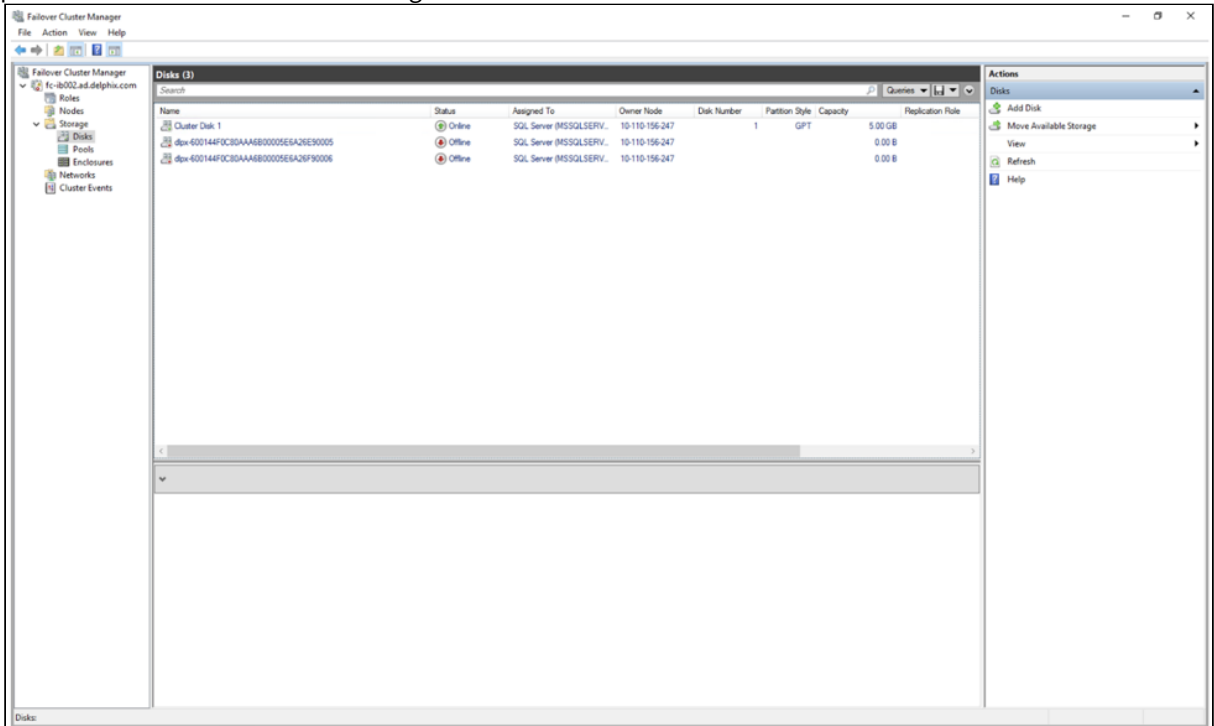 Failover Cluster Manager
File Action View Help
Failover Cluster Manager
fc-ib002.ad.delphix.com
Roles
Nodes
Storage
Disks
Pools
Enclosures
Networks
Cluster Events
Disks (3)
Search
Queries
Name Status Assigned To Owner Node Disk Number Partition Style Capacity Replication Role
Cluster Disk 1 Online SQL Server (MSSQLSERV... 10-110-156-247 1 GPT 5.00 GB
Offline SQL Server (MSSQLSERV... 10-110-156-247 0.00 B
Offline SQL Server (MSSQLSERV... 10-110-156-247 0.00 B
Actions
Disks
Add Disk
Move Available Storage
View
Refresh
Help
Disks: